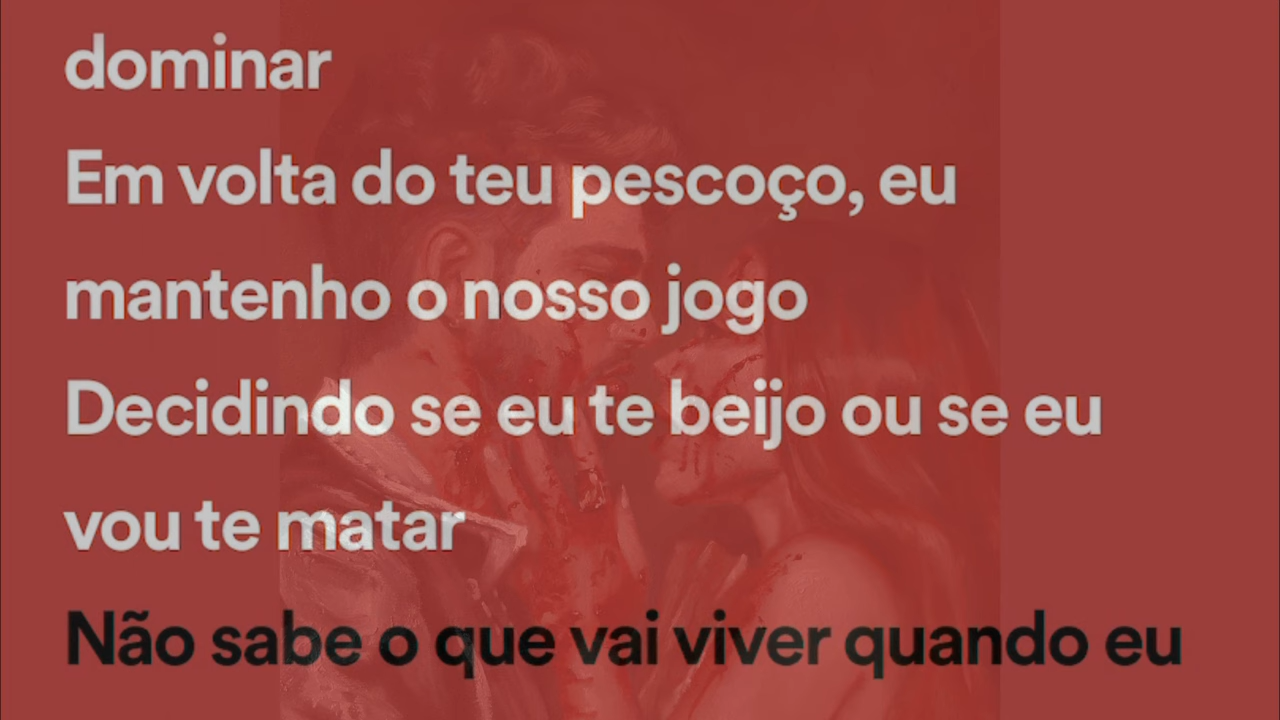 dominar
Em volta do teu pescoço, eu
mantenho o nosso jogo
Decidindo se eu te beijo ou se eu
vou te matar
Não sabe o que vai viver quando eu